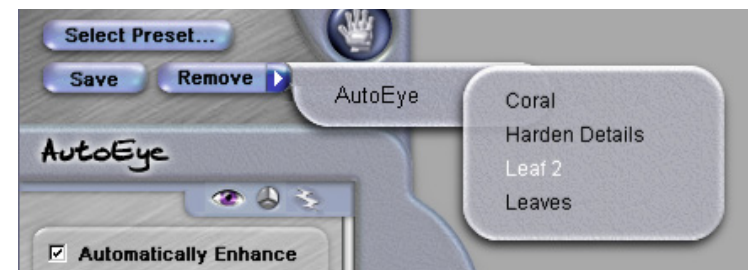 Select Preset...
Save
Remove
AutoEye
Coral
Harden Details
Leaf 2
Leaves
AutoEye
Automatically Enhance